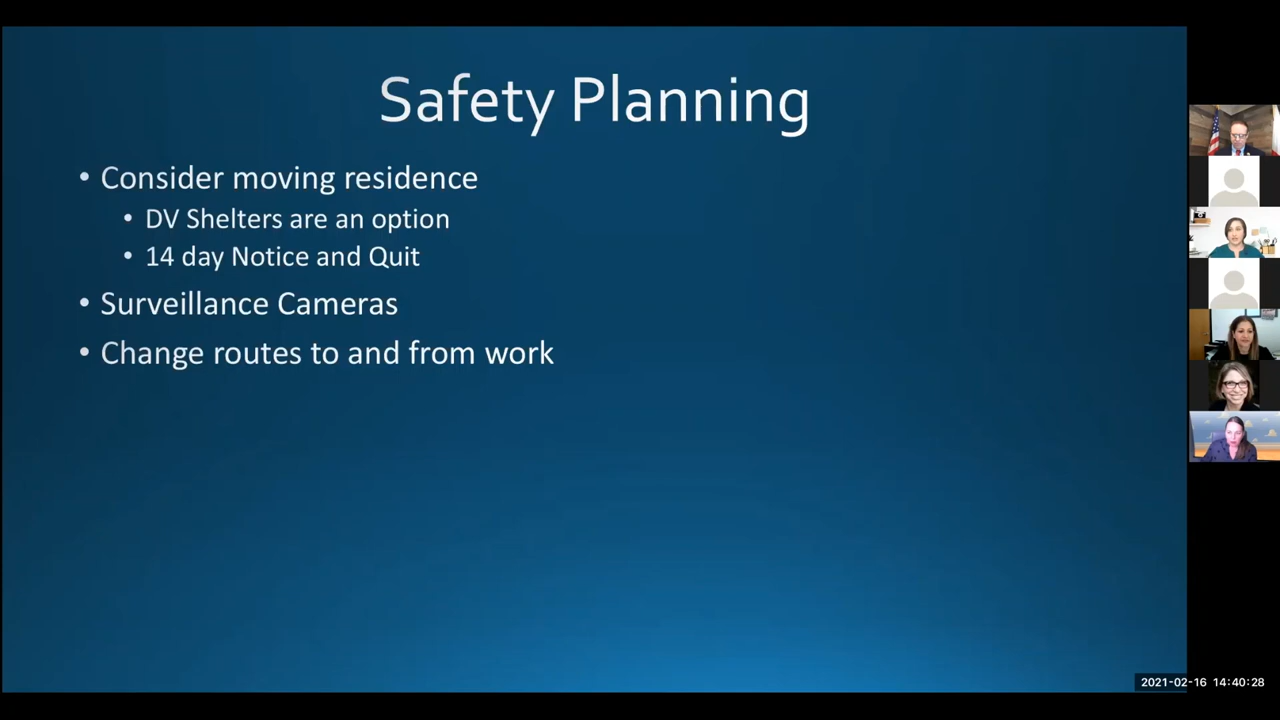 Safety Planning
• Consider moving residence
• DV Shelters are an option
• 14 day Notice and Quit
• Surveillance Cameras
• Change routes to and from work
2021-02-16 14:40:28